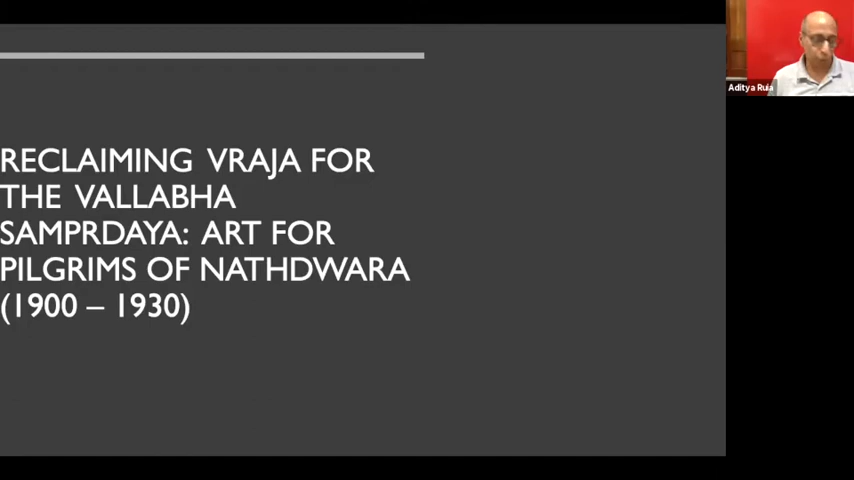 RECLAIMING VRAJA FOR
THE VALLABHA
SAMPRDAYA: ART FOR
PILGRIMS OF NATHDWARA
(1900 – 1930)
Aditya Ruia